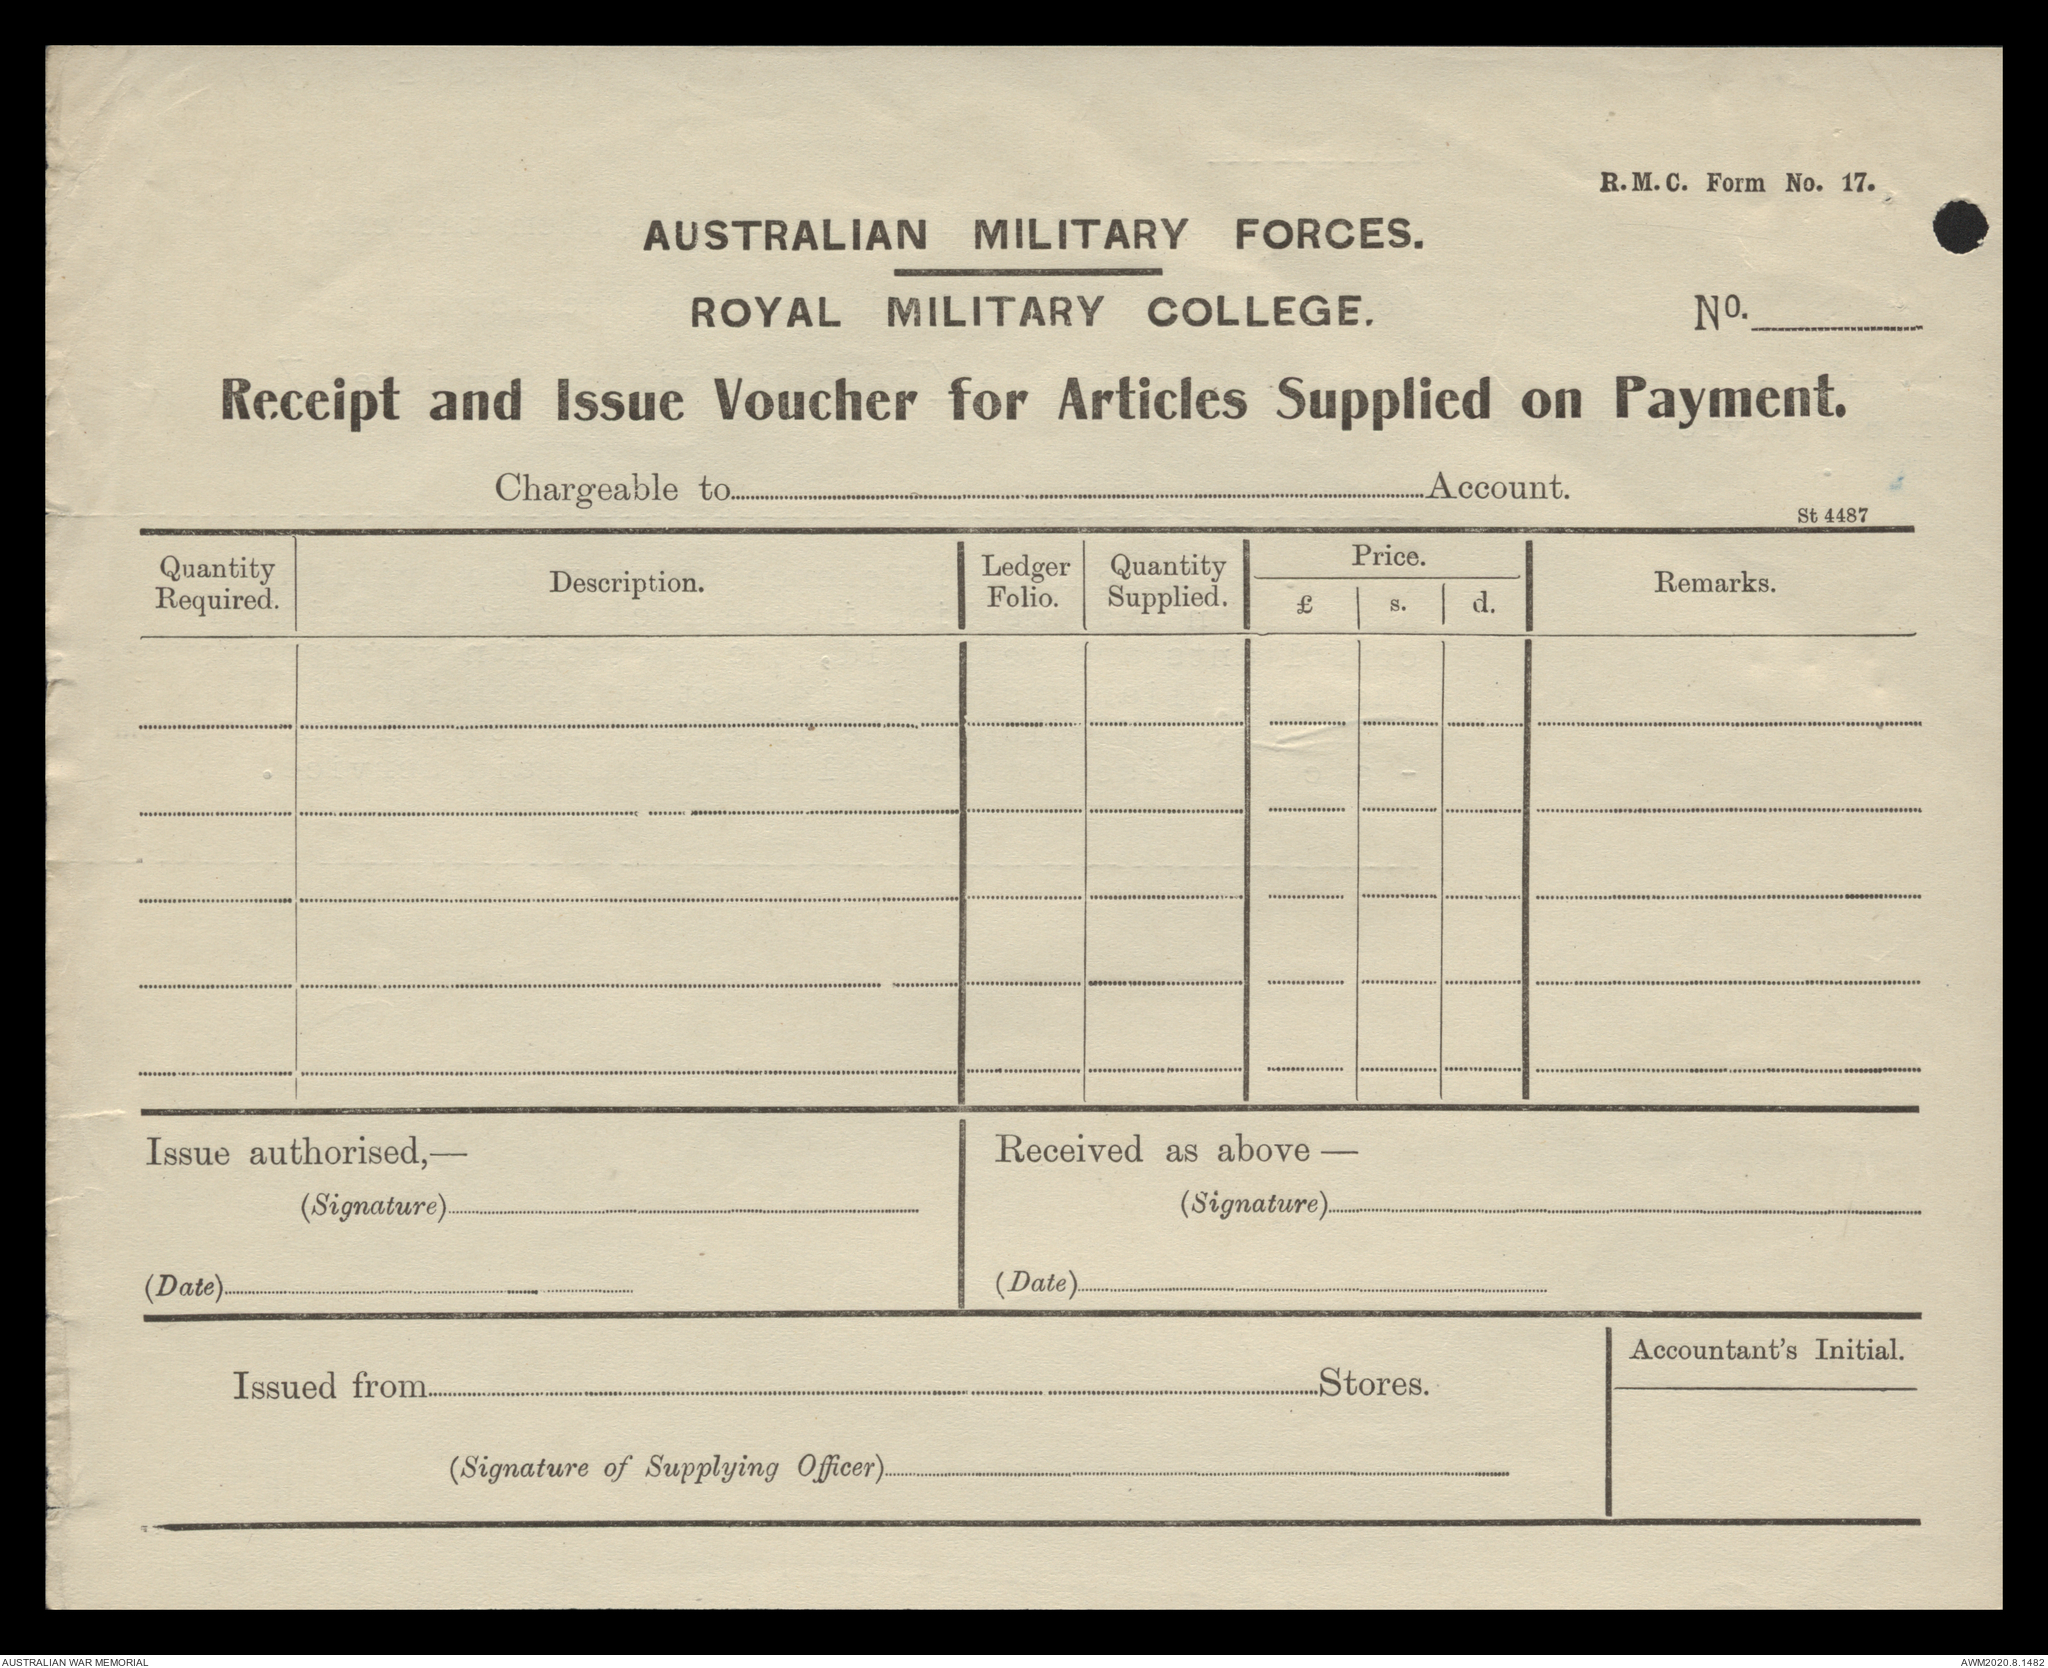 R.M.C. Form No. 17.
AUSTRALIAN MILITARY FORCES.
ROYAL MILITARY COLLEGE.
No.
Receipt and Issue Voucher for Articles Supplied on Payment.
Chargeable to Account.
St 4487
Quantity Required.
Description.
Ledger Folio.
Quantity Supplied.
Price.
£ s. d.
Remarks.
Issue authorised,—
(Signature)
(Date)
Received as above —
(Signature)
(Date)
Issued from Stores.
(Signature of Supplying Officer)
Accountant's Initial.
AUSTRALIAN WAR MEMORIAL
AWM2020.8.1482